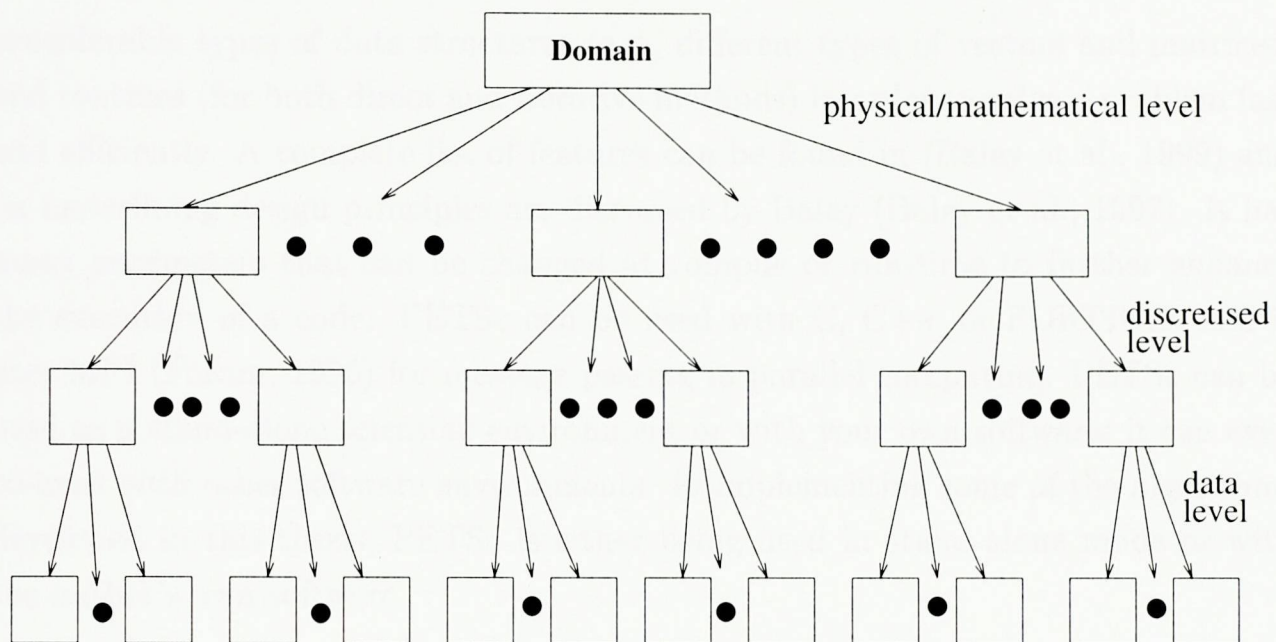 Domain
physical/mathematical level
discretised
level
data
level